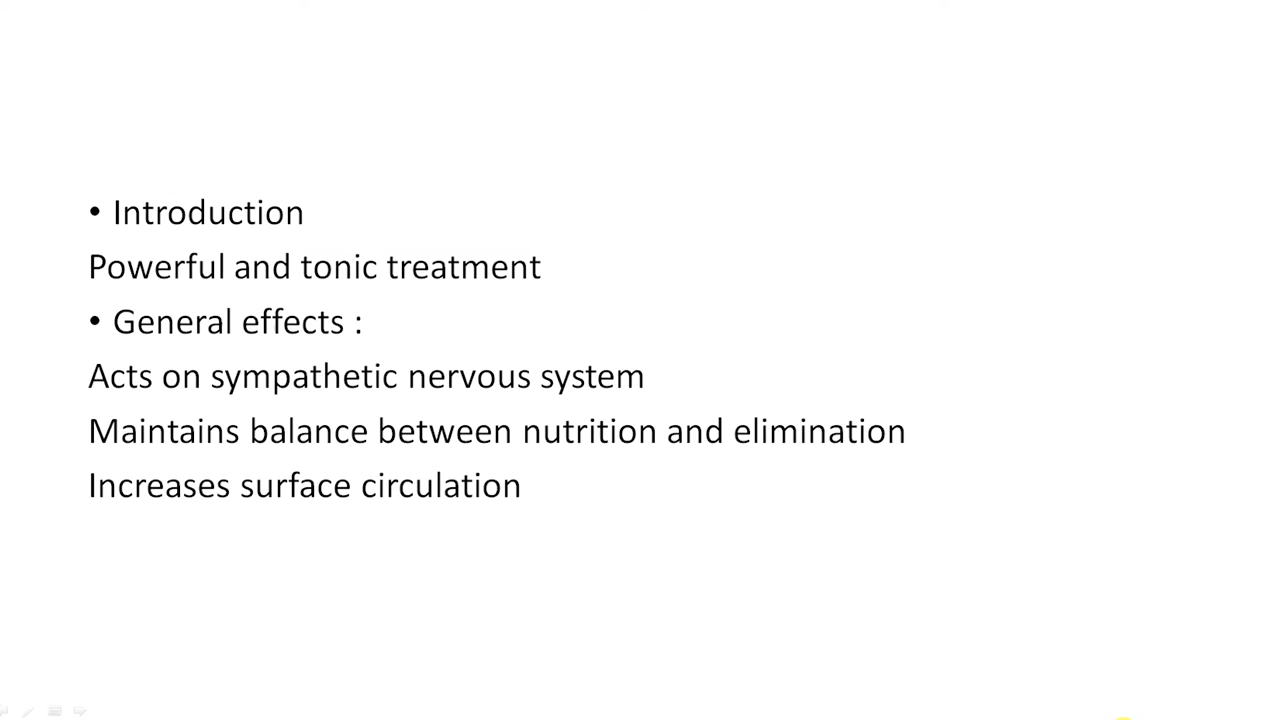 • Introduction
Powerful and tonic treatment
• General effects :
Acts on sympathetic nervous system
Maintains balance between nutrition and elimination
Increases surface circulation